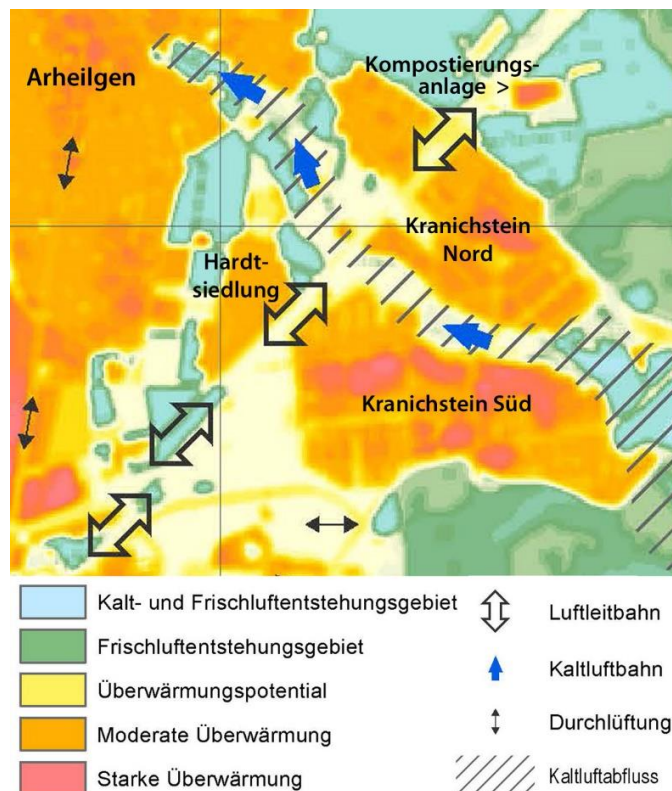 Arheilgen
Kompostierungs-
anlage >
Kranichstein
Nord
Hardt-
siedlung
Kranichstein Süd
Kalt- und Frischluftentstehungsgebiet
Frischluftentstehungsgebiet
Überwärmungspotential
Moderate Überwärmung
Starke Überwärmung
Luftleitbahn
Kaltluftbahn
Durchlüftung
Kaltluftabfluss